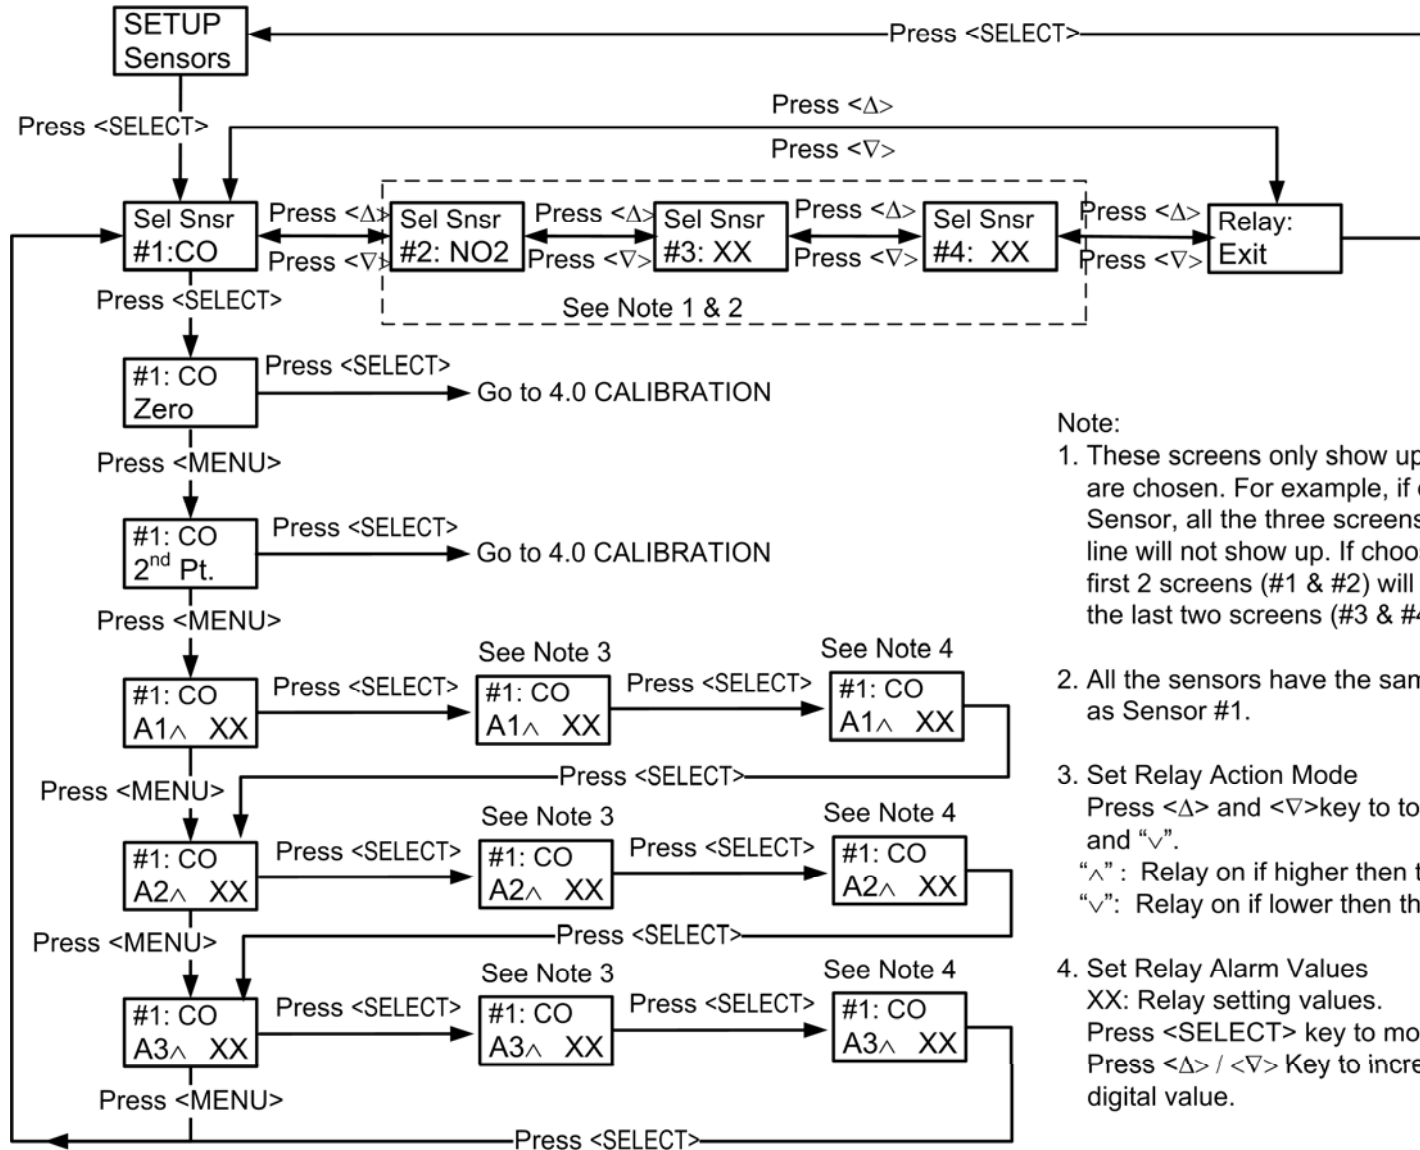 SETUP
Sensors
Press <SELECT>
Press <SELECT>
Press <∆>
Press <∇>
Sel Snsr
#1:CO
Press <∆>
Press <∇>
Sel Snsr
#2: NO2
Press <∆>
Press <∇>
Sel Snsr
#3: XX
Press <∆>
Press <∇>
Sel Snsr
#4: XX
Press <∆>
Press <∇>
Relay:
Exit
See Note 1 & 2
Press <SELECT>
#1: CO
Zero
Press <SELECT>
Go to 4.0 CALIBRATION
Press <MENU>
#1: CO
2nd Pt.
Press <SELECT>
Go to 4.0 CALIBRATION
Press <MENU>
#1: CO
A1∧ XX
Press <SELECT>
See Note 3
#1: CO
A1∧ XX
Press <SELECT>
See Note 4
#1: CO
A1∧ XX
Press <SELECT>
Press <MENU>
#1: CO
A2∧ XX
Press <SELECT>
See Note 3
#1: CO
A2∧ XX
Press <SELECT>
See Note 4
#1: CO
A2∧ XX
Press <SELECT>
Press <MENU>
#1: CO
A3∧ XX
Press <SELECT>
See Note 3
#1: CO
A3∧ XX
Press <SELECT>
See Note 4
#1: CO
A3∧ XX
Press <MENU>
Press <SELECT>
Note:
1. These screens only show up
are chosen. For example, if
Sensor, all the three screens
line will not show up. If
first 2 screens (#1 & #2) will
the last two screens (#3 &
2. All the sensors have the
as Sensor #1.
3. Set Relay Action Mode
Press <∆> and <∇>key to
and “∨”.
“∧” : Relay on if higher then
“∨”: Relay on if lower then
4. Set Relay Alarm Values
XX: Relay setting values.
Press <SELECT> key to
Press <∆> / <∇> Key to
digital value.